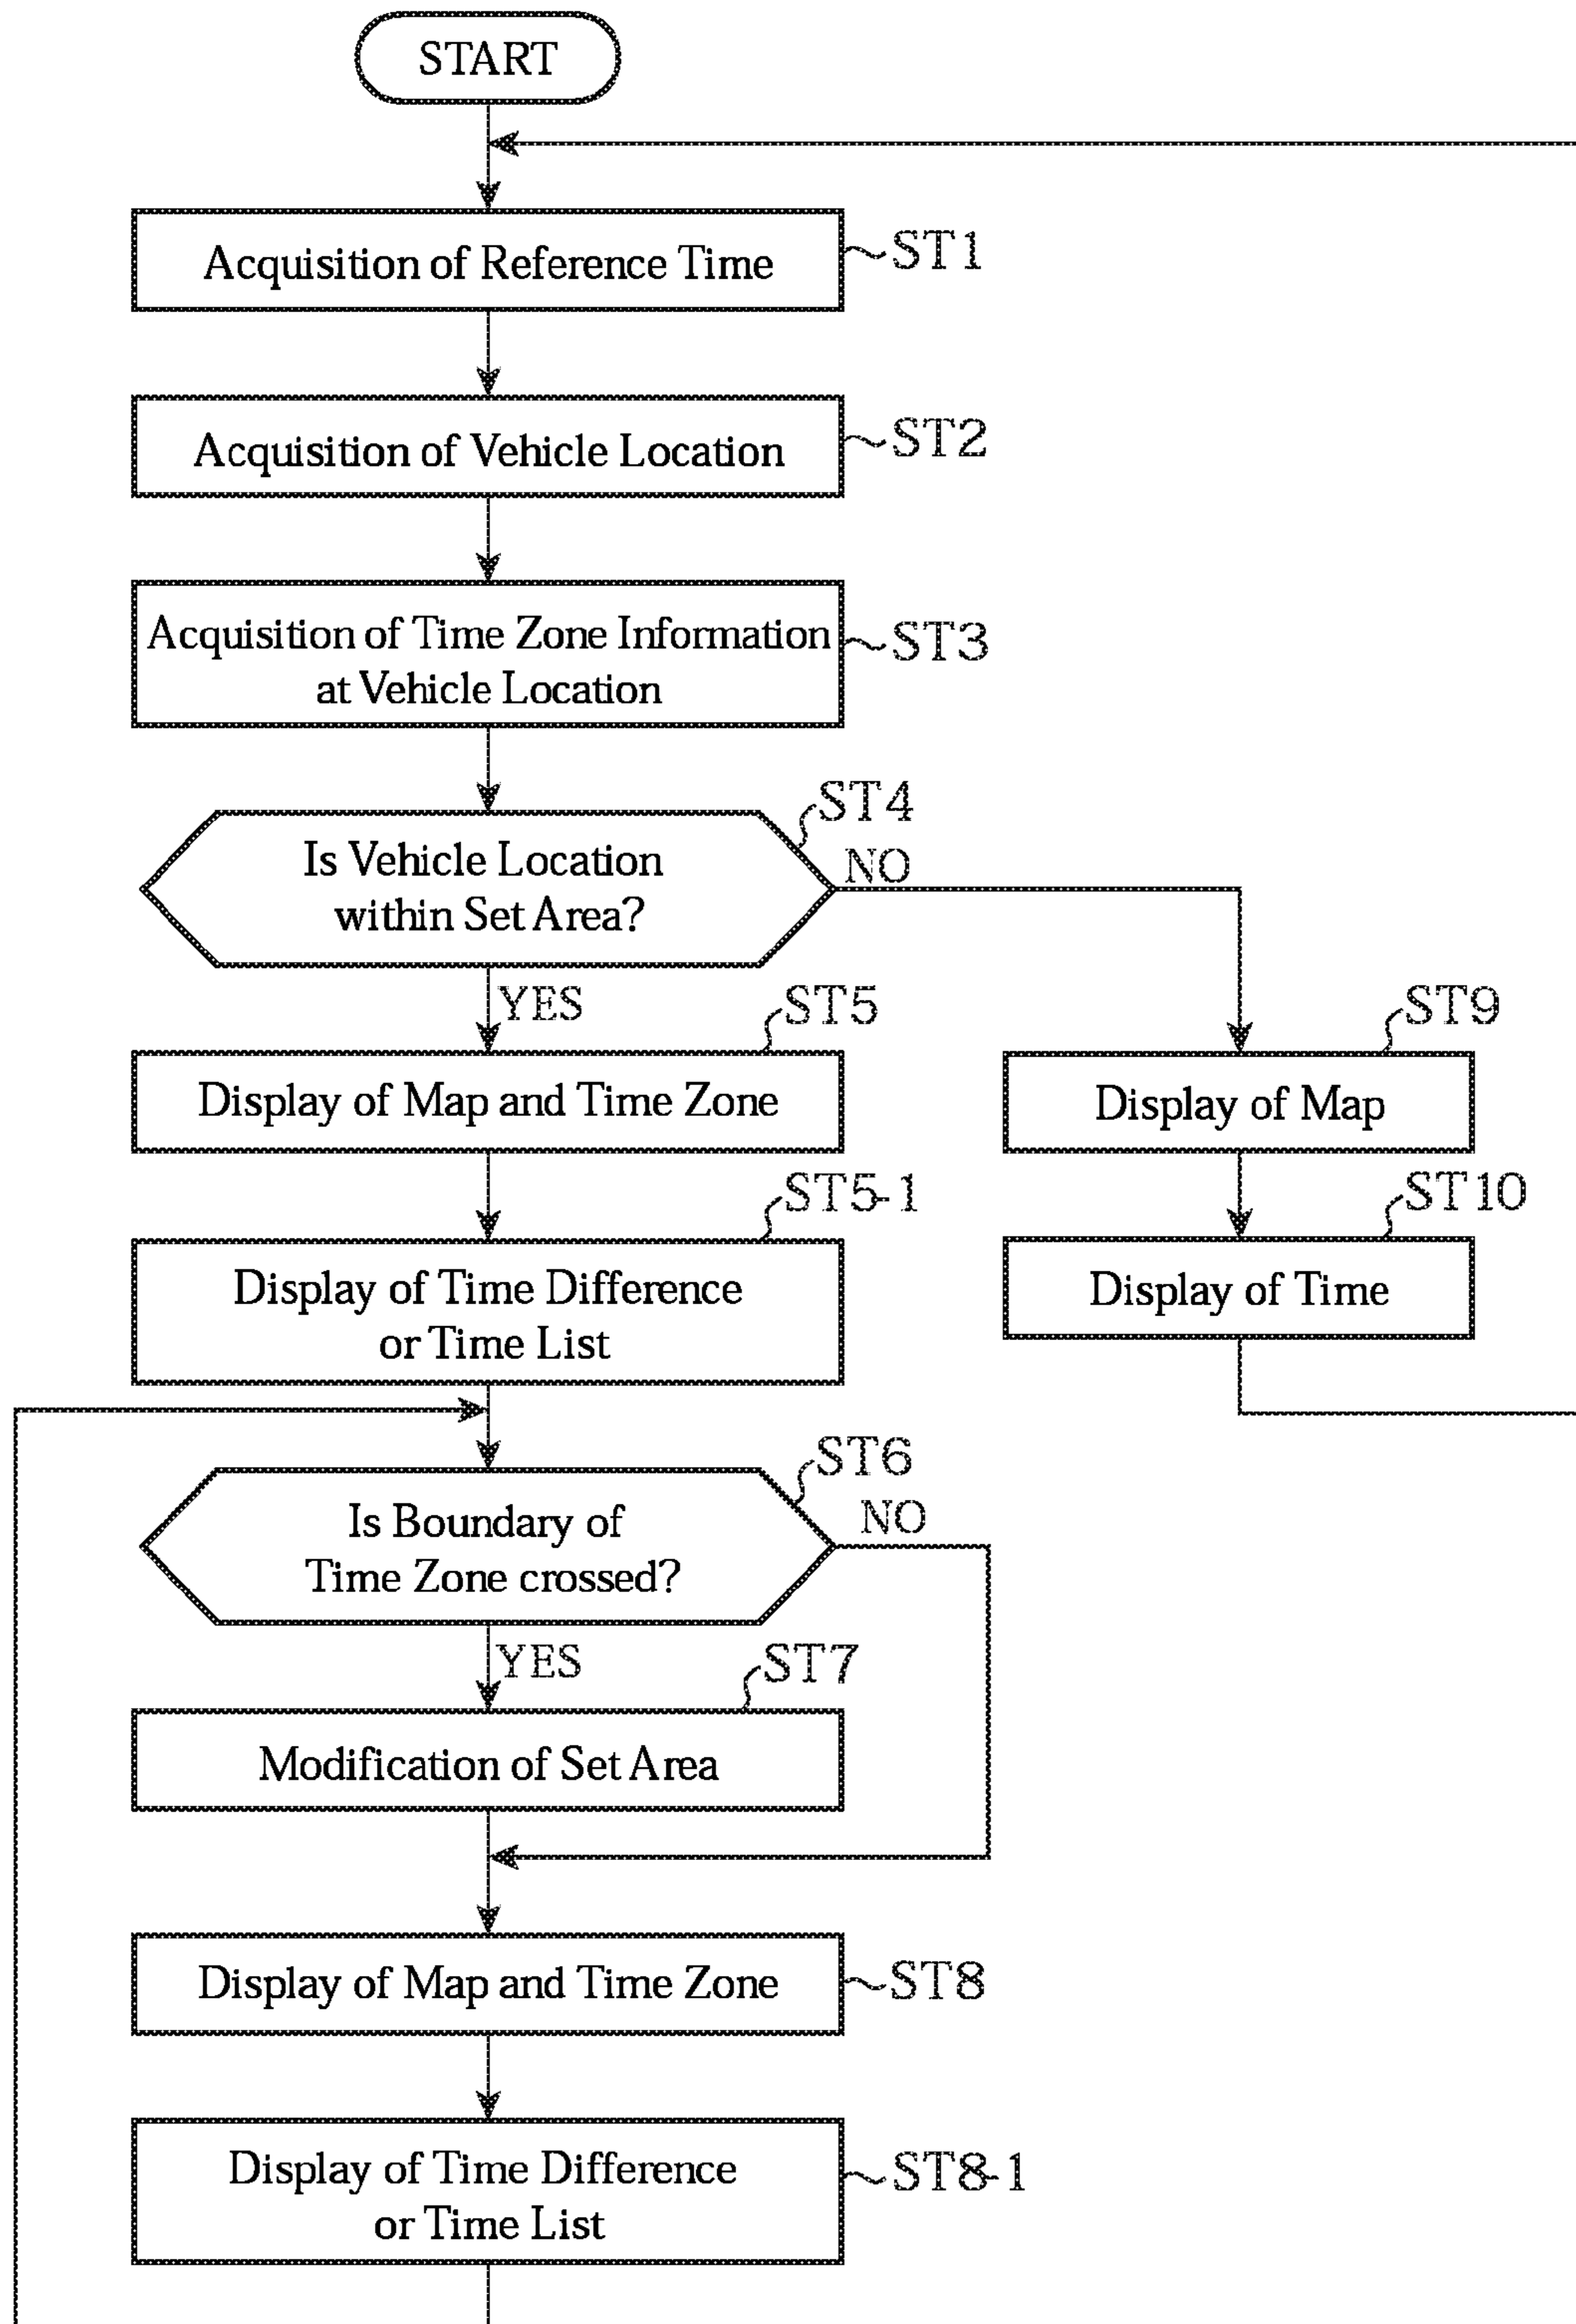 START
Acquisition of Reference Time
ST1
Acquisition of Vehicle Location
ST2
Acquisition of Time Zone Information
at Vehicle Location
ST3
ST4
Is Vehicle Location
within Set Area?
NO
YES
ST5
Display of Map and Time Zone
ST9
Display of Map
ST5-1
Display of Time Difference
or Time List
ST10
Display of Time
ST6
Is Boundary of
Time Zone crossed?
NO
YES
ST7
Modification of Set Area
Display of Map and Time Zone
ST8
Display of Time Difference
or Time List
ST8-1